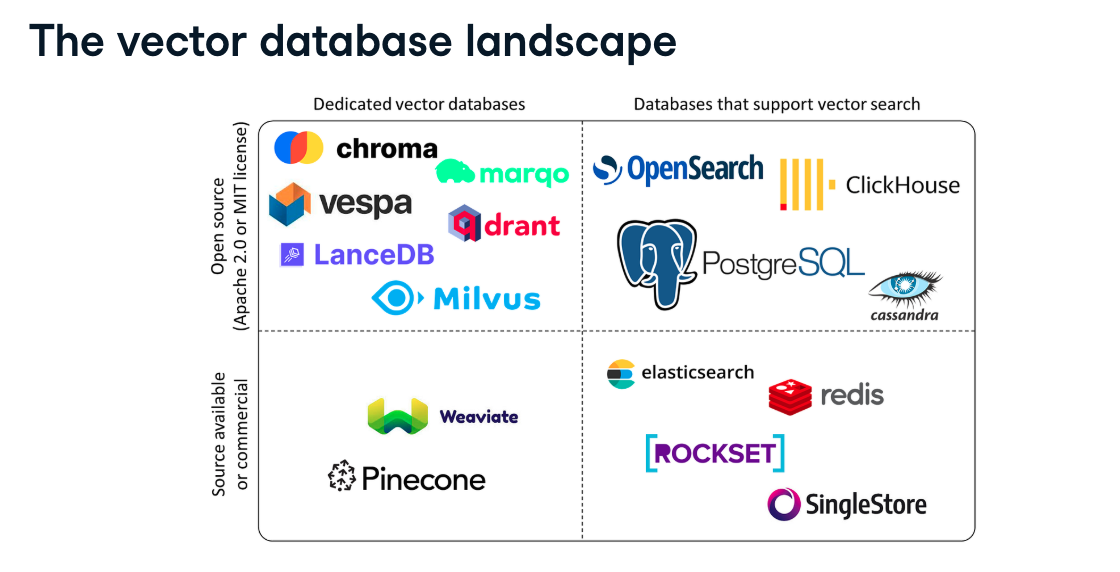 The vector database landscape
Dedicated vector databases
Databases that support vector search
Open source
(Apache 2.0 or MIT license)
chroma
marqo
vespa
qdrant
LanceDB
Milvus
OpenSearch
ClickHouse
PostgreSQL
cassandra
Source available
or commercial
Weaviate
Pinecone
elasticsearch
redis
ROCKSET
SingleStore